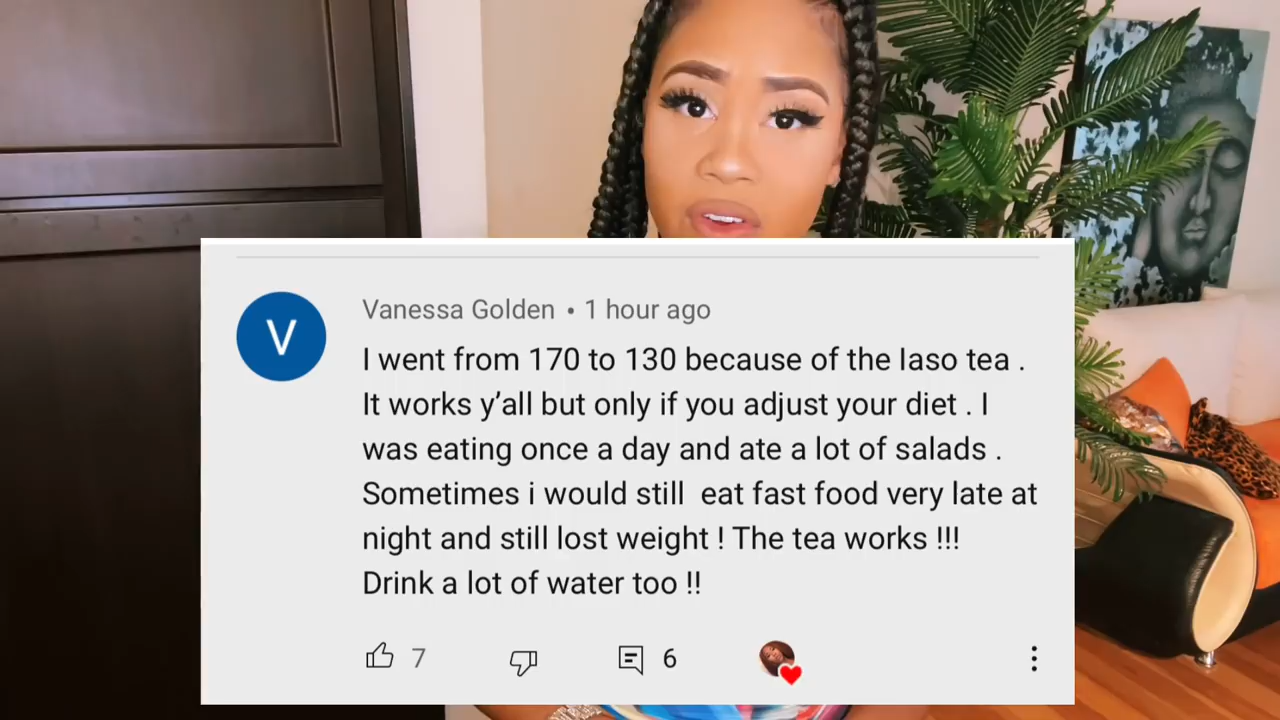 V
Vanessa Golden • 1 hour ago
I went from 170 to 130 because of the Iaso tea .
It works y’all but only if you adjust your diet . I
was eating once a day and ate a lot of salads .
Sometimes i would still  eat fast food very late at
night and still lost weight ! The tea works !!!
Drink a lot of water too !!
7
6